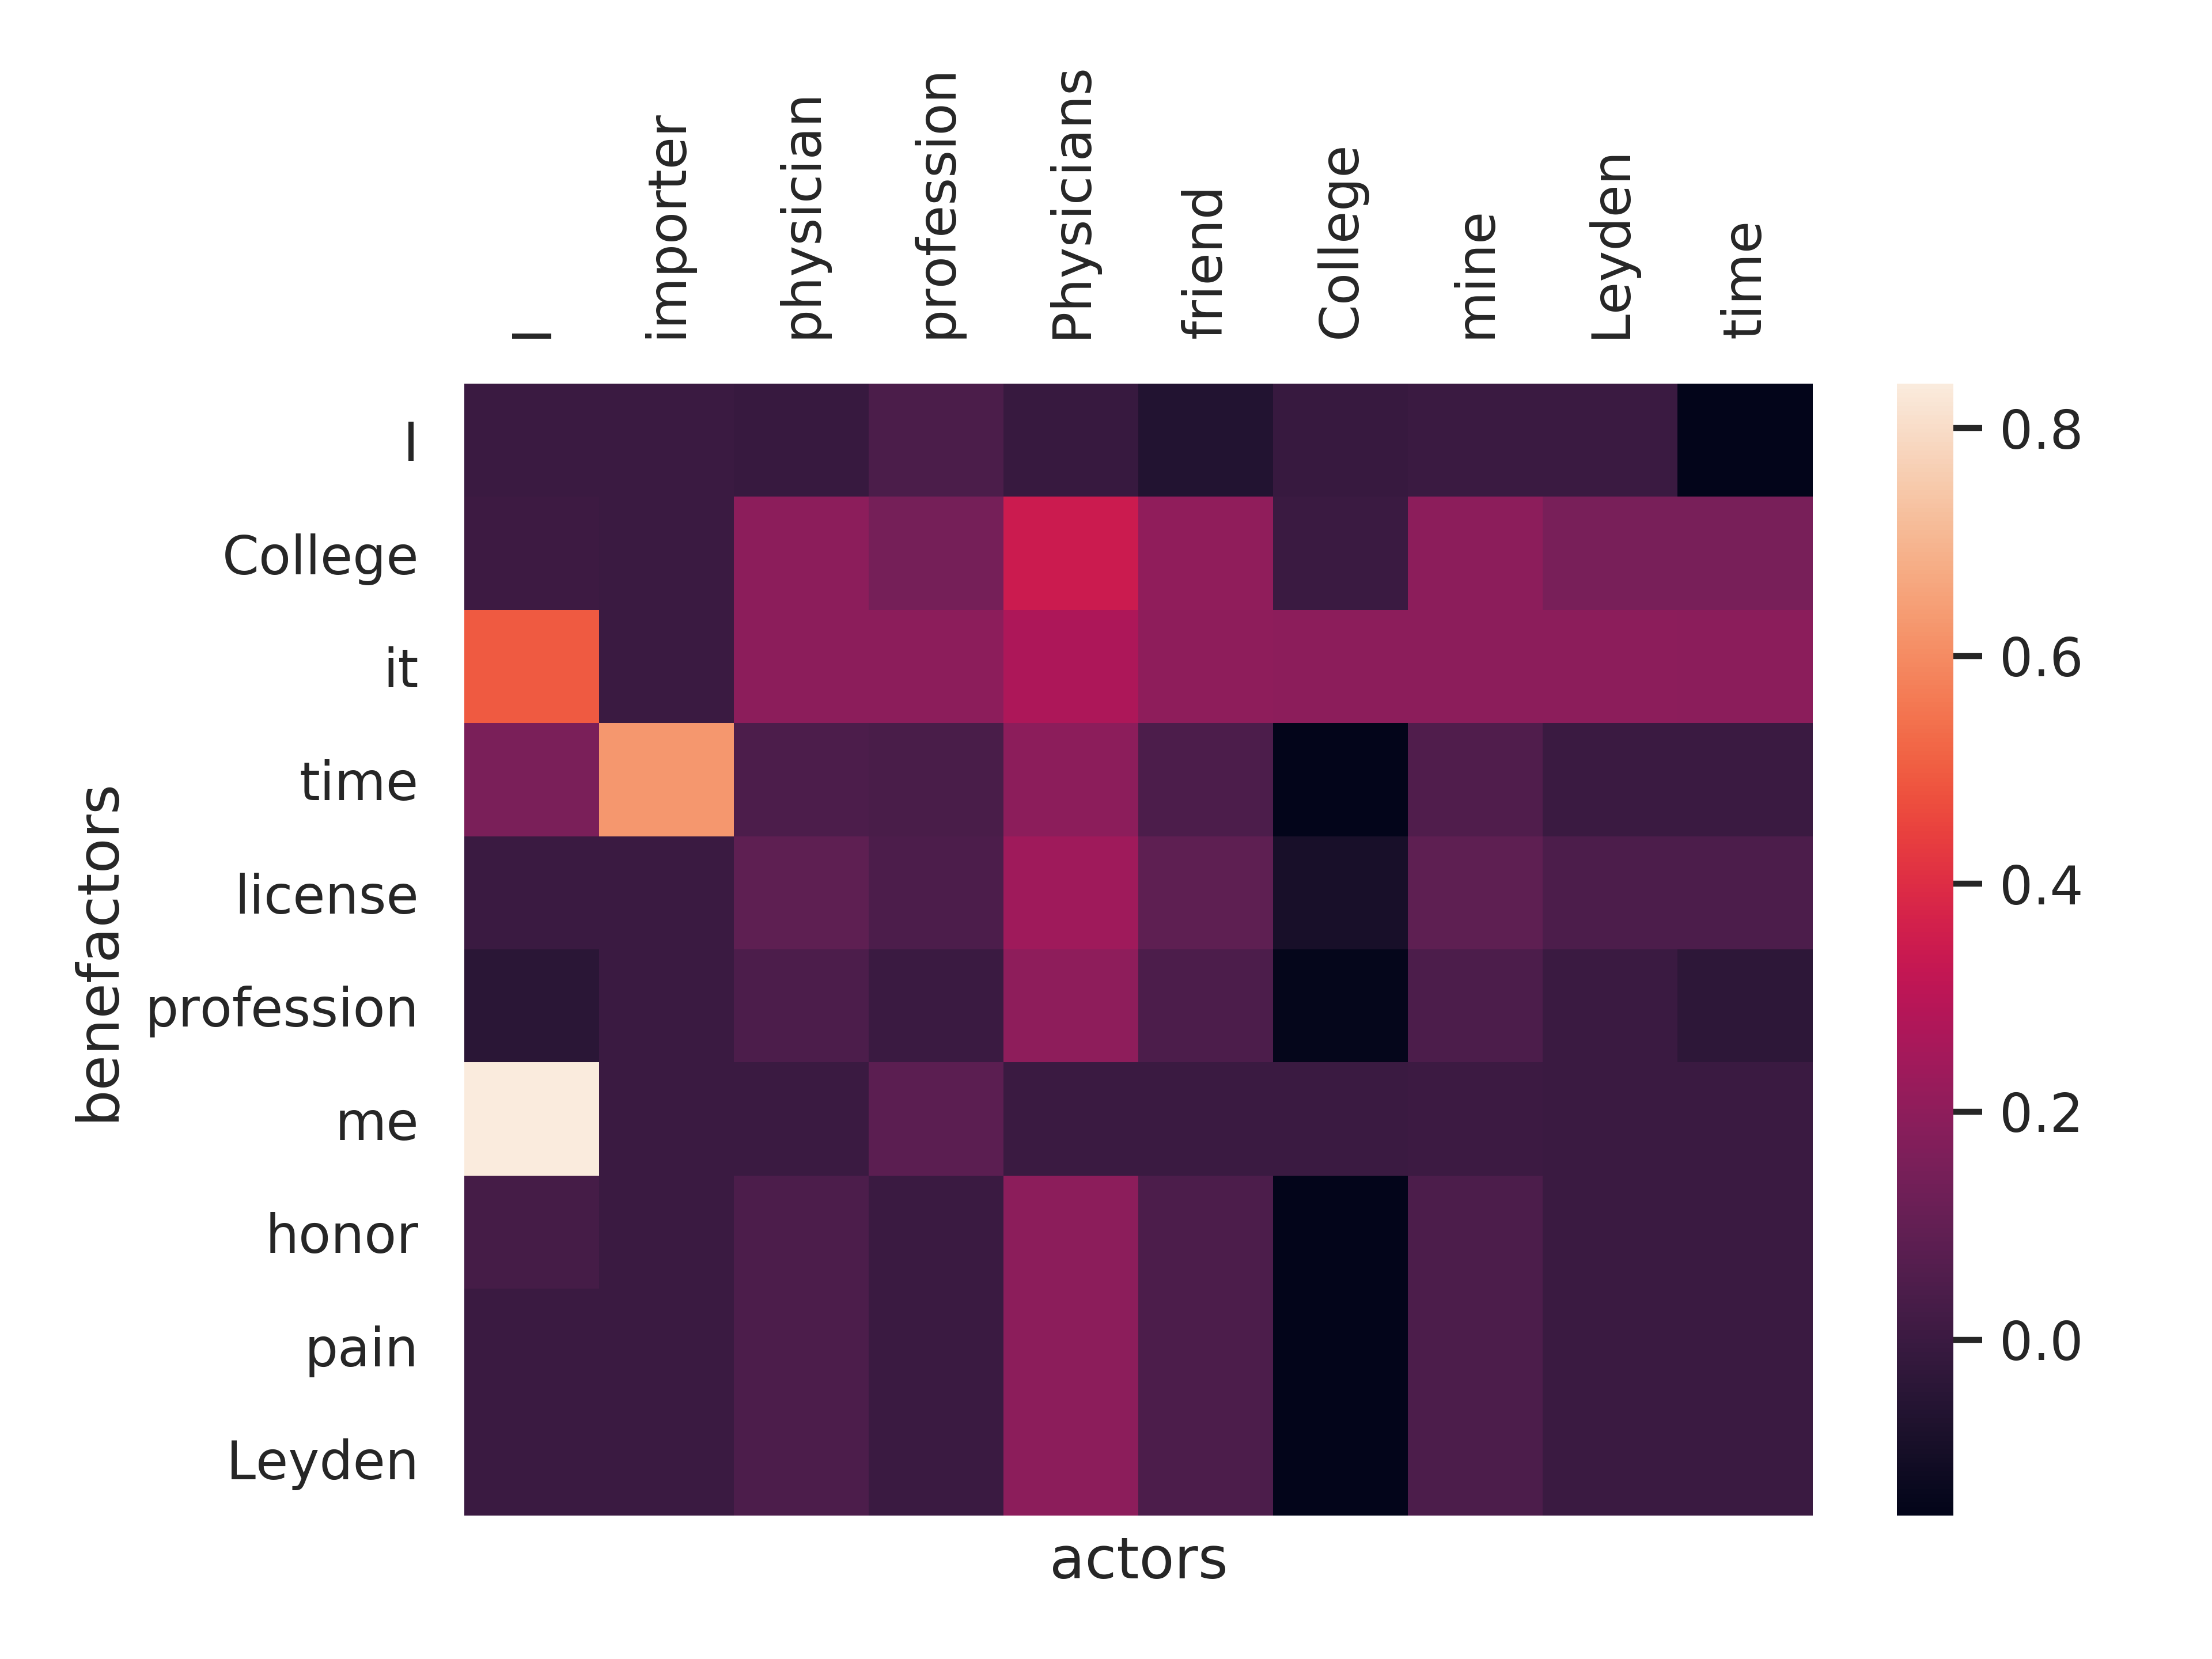 I
importer
physician
profession
Physicians
friend
College
mine
Leyden
time
I
College
it
time
license
profession
me
honor
pain
Leyden
benefactors
actors
0.8
0.6
0.4
0.2
0.0